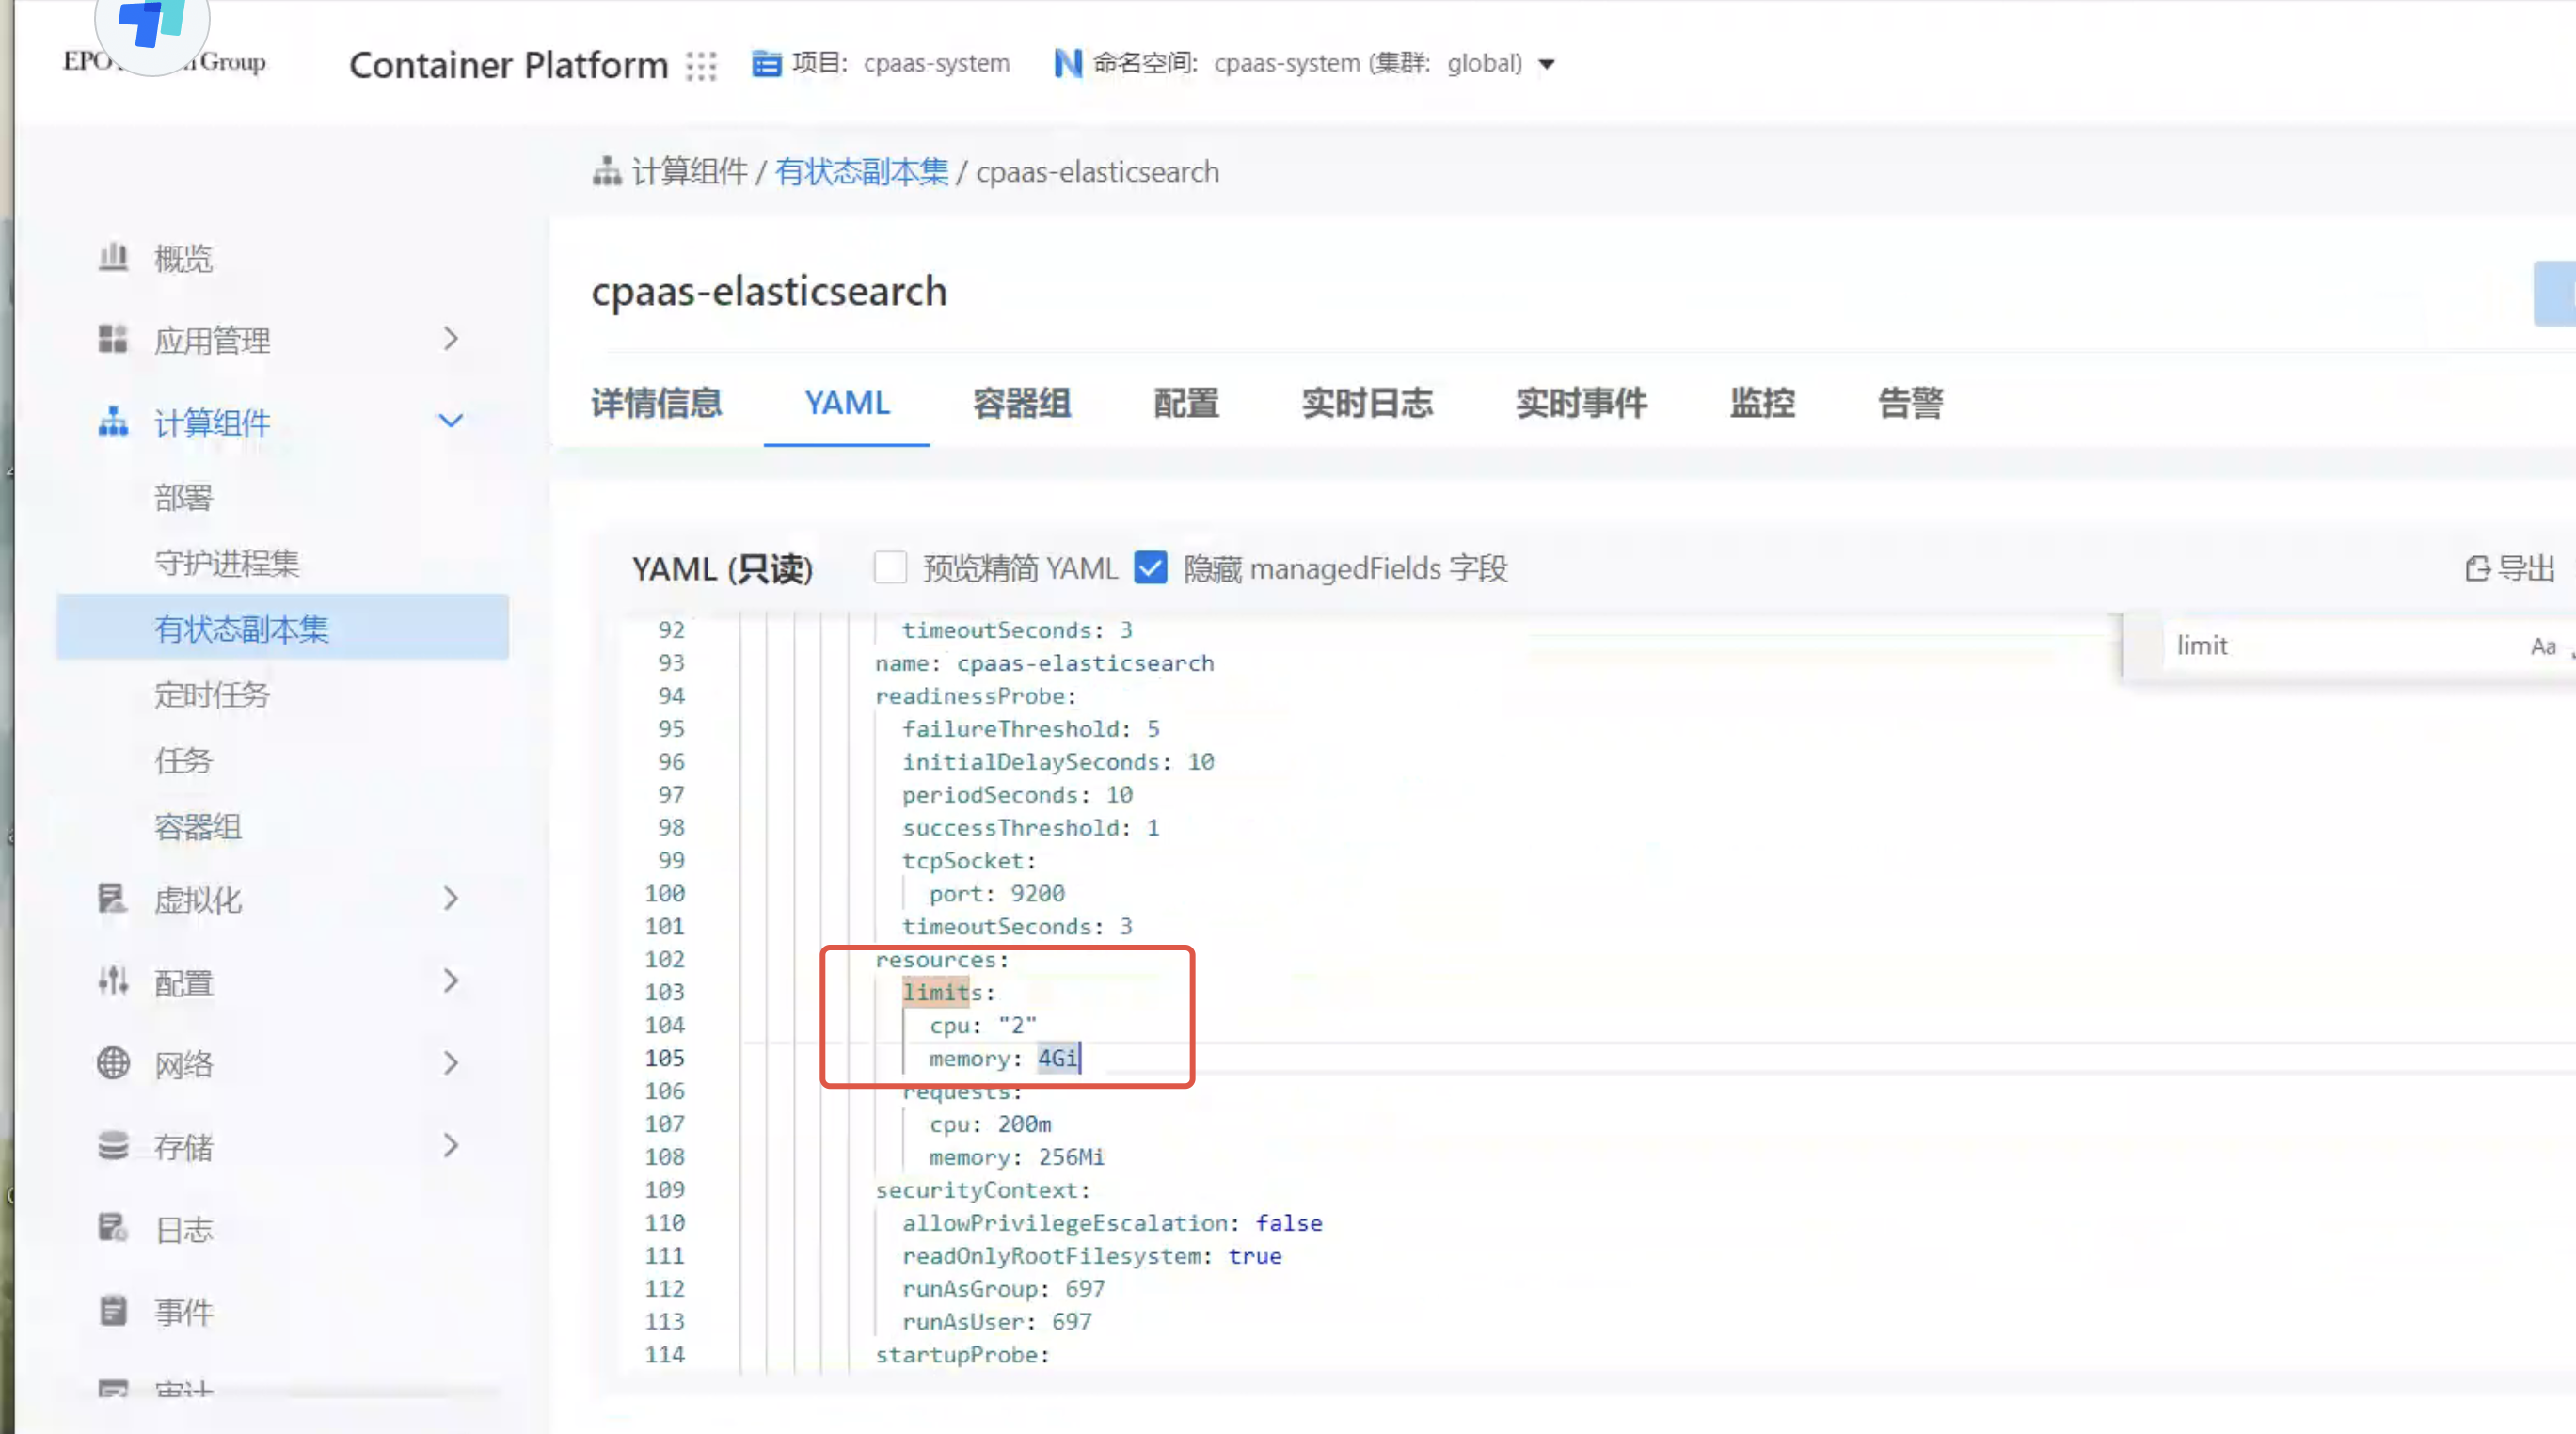 Group
Container Platform
项目: cpaas-system
命名空间: cpaas-system (集群: global)
计算组件 / 有状态副本集 / cpaas-elasticsearch
概览
应用管理
计算组件
部署
守护进程集
有状态副本集
定时任务
任务
容器组
虚拟化
配置
网络
存储
日志
事件
审计
cpaas-elasticsearch
详情信息 YAML 容器组 配置 实时日志 实时事件 监控 告警
YAML (只读) 预览精简 YAML 隐藏 managedFields 字段 导出
limit Aa
92 timeoutSeconds: 3
93 name: cpaas-elasticsearch
94 readinessProbe:
95 failureThreshold: 5
96 initialDelaySeconds: 10
97 periodSeconds: 10
98 successThreshold: 1
99 tcpSocket:
100 port: 9200
101 timeoutSeconds: 3
102 resources:
103 limits:
104 cpu: "2"
105 memory: 4Gi
106 requests:
107 cpu: 200m
108 memory: 256Mi
109 securityContext:
110 allowPrivilegeEscalation: false
111 readOnlyRootFilesystem: true
112 runAsGroup: 697
113 runAsUser: 697
114 startupProbe: